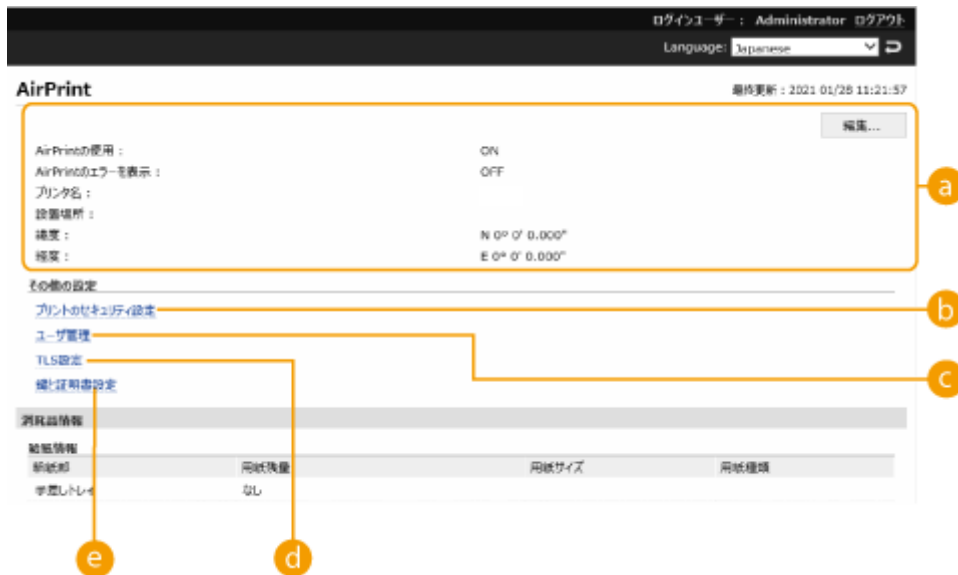 ログインユーザー： Administrator ログアウト
Language: Japanese
AirPrint
最終更新：2021 01/28 11:21:57
編集...
AirPrintの使用： ON
AirPrintのエラーを表示： OFF
プリンタ名：
設置場所：
緯度： N 0° 0' 0.000"
経度： E 0° 0' 0.000"
a
その他の設定
プリントのセキュリティ設定
b
ユーザ管理
TLS設定
c
鍵と証明書設定
消耗品情報
給紙情報
給紙部 用紙残量 用紙サイズ 用紙種類
手差しトレイ なし
e d